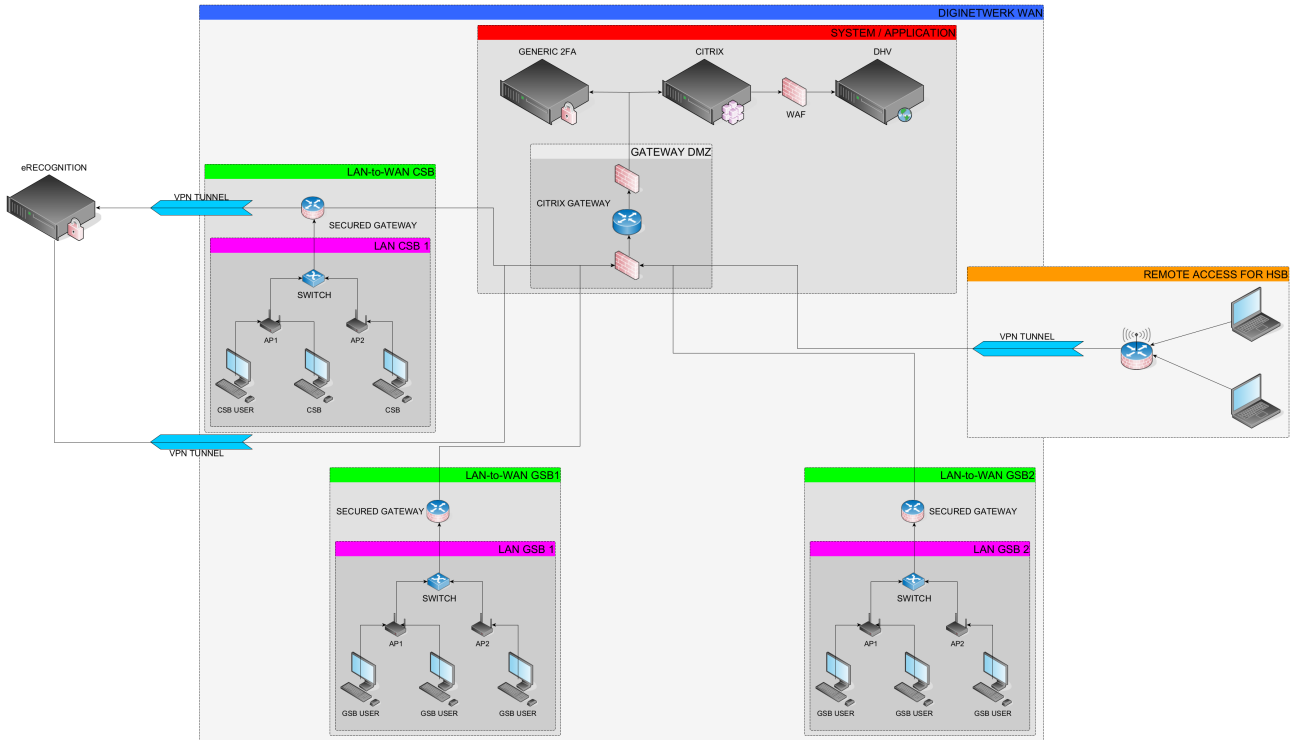 DIGINETWERK WAN
SYSTEM / APPLICATION
GENERIC 2FA
CITRIX
DHV
WAF
GATEWAY DMZ
CITRIX GATEWAY
eRECOGNITION
VPN TUNNEL
LAN-to-WAN CSB
SECURED GATEWAY
LAN CSB 1
SWITCH
AP1
AP2
CSB USER
CSB
CSB
VPN TUNNEL
REMOTE ACCESS FOR HSB
VPN TUNNEL
LAN-to-WAN GSB1
SECURED GATEWAY
LAN GSB 1
SWITCH
AP1
AP2
GSB USER
GSB USER
GSB USER
LAN-to-WAN GSB2
SECURED GATEWAY
LAN GSB 2
SWITCH
AP1
AP2
GSB USER
GSB USER
GSB USER